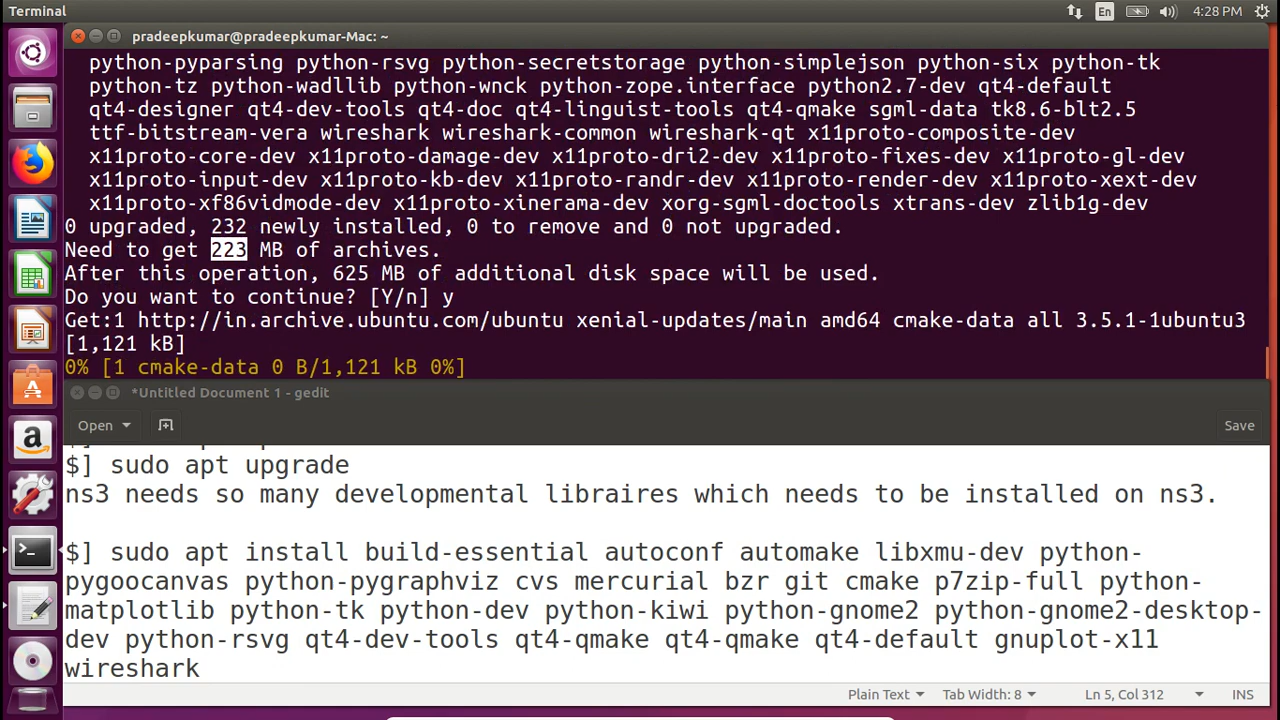 Terminal
En
4:28 PM
pradeepkumar@pradeepkumar-Mac: ~
python-pyparsing python-rsvg python-secretstorage python-simplejson python-six python-tk
python-tz python-wadllib python-wnck python-zope.interface python2.7-dev qt4-default
qt4-designer qt4-dev-tools qt4-doc qt4-linguist-tools qt4-qmake sgml-data tk8.6-blt2.5
ttf-bitstream-vera wireshark wireshark-common wireshark-qt x11proto-composite-dev
x11proto-core-dev x11proto-damage-dev x11proto-dri2-dev x11proto-fixes-dev x11proto-gl-dev
x11proto-input-dev x11proto-kb-dev x11proto-randr-dev x11proto-render-dev x11proto-xext-dev
x11proto-xf86vidmode-dev x11proto-xinerama-dev xorg-sgml-doctools xtrans-dev zlib1g-dev
0 upgraded, 232 newly installed, 0 to remove and 0 not upgraded.
Need to get 223 MB of archives.
After this operation, 625 MB of additional disk space will be used.
Do you want to continue? [Y/n] y
Get:1 http://in.archive.ubuntu.com/ubuntu xenial-updates/main amd64 cmake-data all 3.5.1-1ubuntu3
[1,121 kB]
0% [1 cmake-data 0 B/1,121 kB 0%]
*Untitled Document 1 - gedit
Open
Save
$] sudo apt upgrade
ns3 needs so many developmental libraires which needs to be installed on ns3.
$] sudo apt install build-essential autoconf automake libxmu-dev python-
pygoocanvas python-pygraphviz cvs mercurial bzr git cmake p7zip-full python-
matplotlib python-tk python-dev python-kiwi python-gnome2 python-gnome2-desktop-
dev python-rsvg qt4-dev-tools qt4-qmake qt4-qmake qt4-default gnuplot-x11
wireshark
Plain Text
Tab Width: 8
Ln 5, Col 312
INS